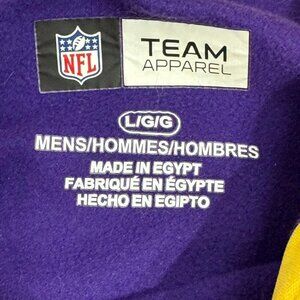 NFL
TEAM
APPAREL
L/G/G
MENS/HOMMES/HOMBRES
MADE IN EGYPT
FABRIQUÉ EN ÉGYPTE
HECHO EN EGIPTO